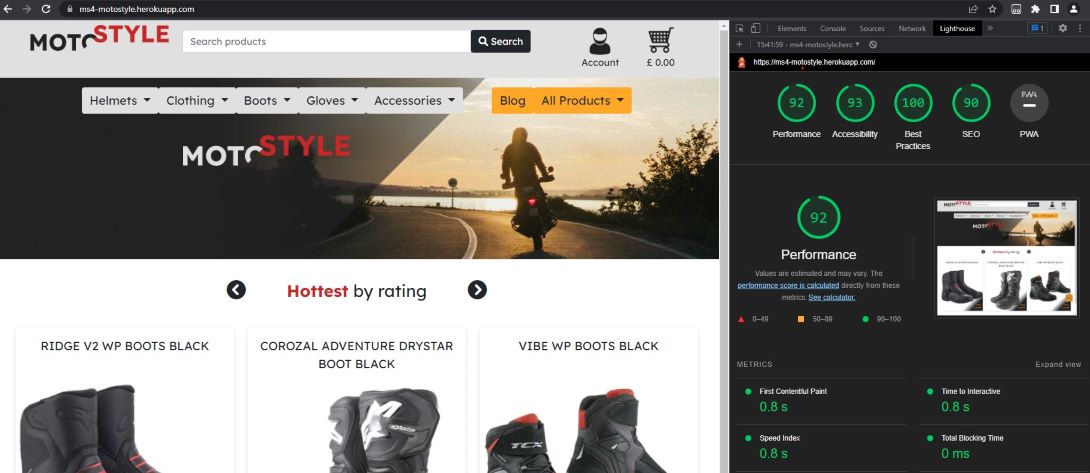 ms4-motostyle.herokuapp.com
MOTOSTYLE
Search products
Search
Account
£ 0.00
Helmets
Clothing
Boots
Gloves
Accessories
Blog
All Products
MOTOSTYLE
Hottest by rating
RIDGE V2 WP BOOTS BLACK
COROZAL ADVENTURE DRYSTAR
BOOT BLACK
VIBE WP BOOTS BLACK
TCX
Elements
Console
Sources
Network
Lighthouse
1
15:41:59 - ms4-motostyle.herc
https://ms4-motostyle.herokuapp.com/
92
93
100
90
PWA
Performance
Accessibility
Best
Practices
SEO
PWA
92
Performance
Values are estimated and may vary. The
performance score is calculated directly from these
metrics. See calculator.
0–49
50–89
90–100
METRICS
Expand view
First Contentful Paint
0.8 s
Time to Interactive
0.8 s
Speed Index
0.8 s
Total Blocking Time
0 ms